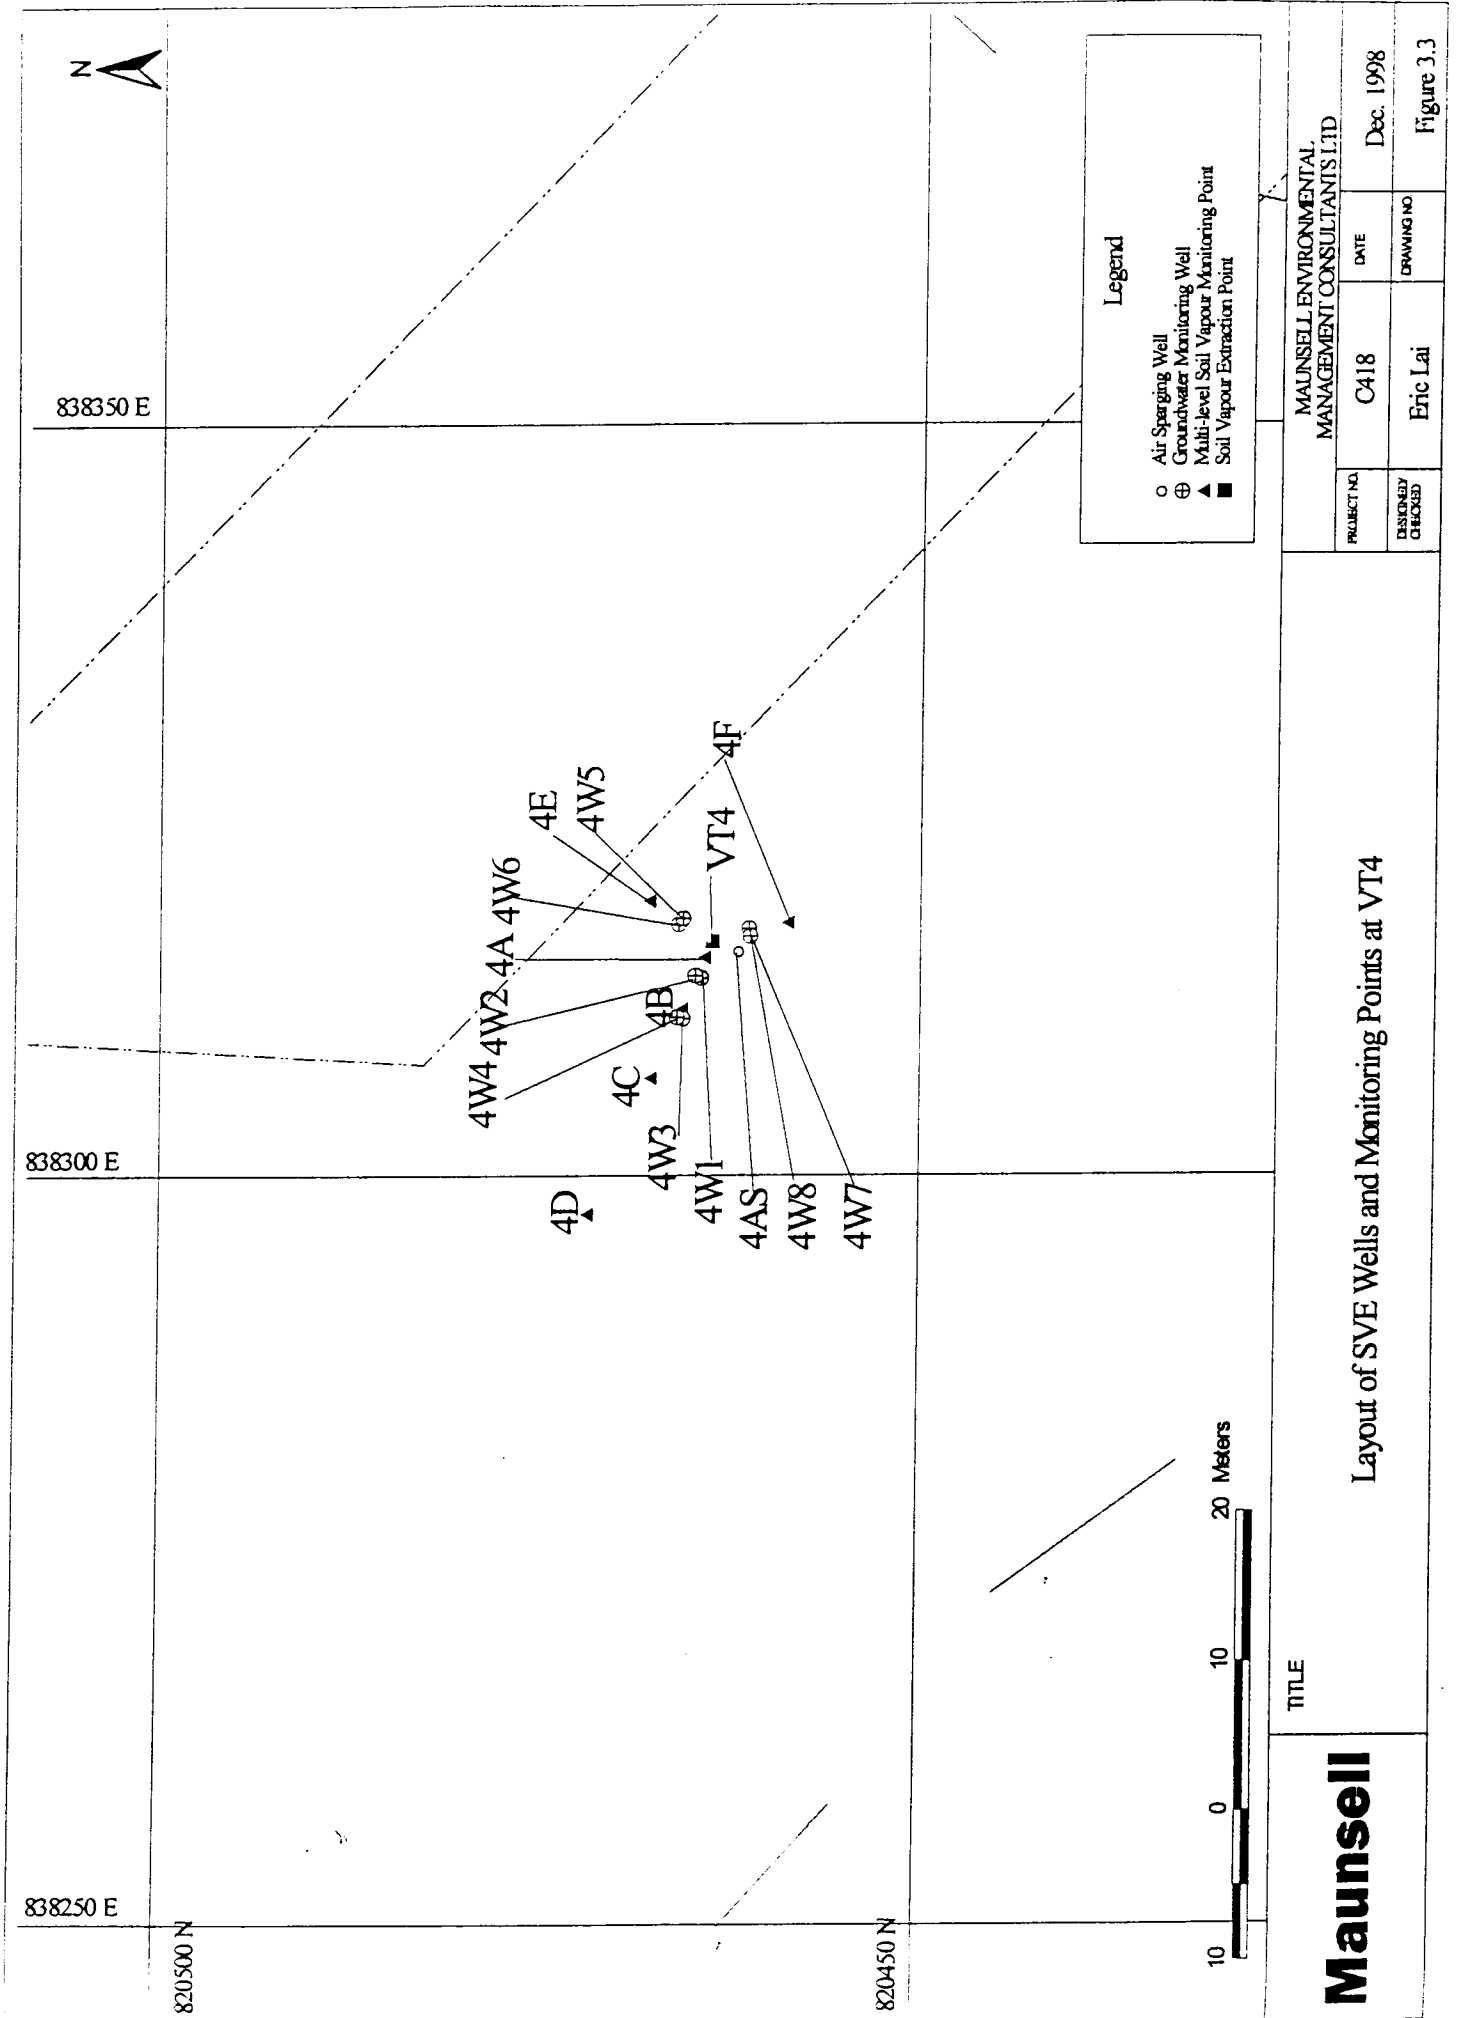 N
838250 E
838300 E
838350 E
820500 N
820450 N
4W4
4W2
4A
4W6
4E
4W5
4D
4C
4B
4W3
4W1
VT4
4F
4AS
4W8
4W7
Legend
Air Sparging Well
Groundwater Monitoring Well
Multi-level Soil Vapour Monitoring Point
Soil Vapour Extraction Point
10 0 10 20 Meters
Maunsell
TITLE
Layout of SVE Wells and Monitoring Points at VT4
MAUNSELL ENVIRONMENTAL
MANAGEMENT CONSULTANTS LTD
PROJECT NO.
C418
DATE
Dec. 1998
DESIGNED/
CHECKED
Eric Lai
DRAWING NO.
Figure 3.3